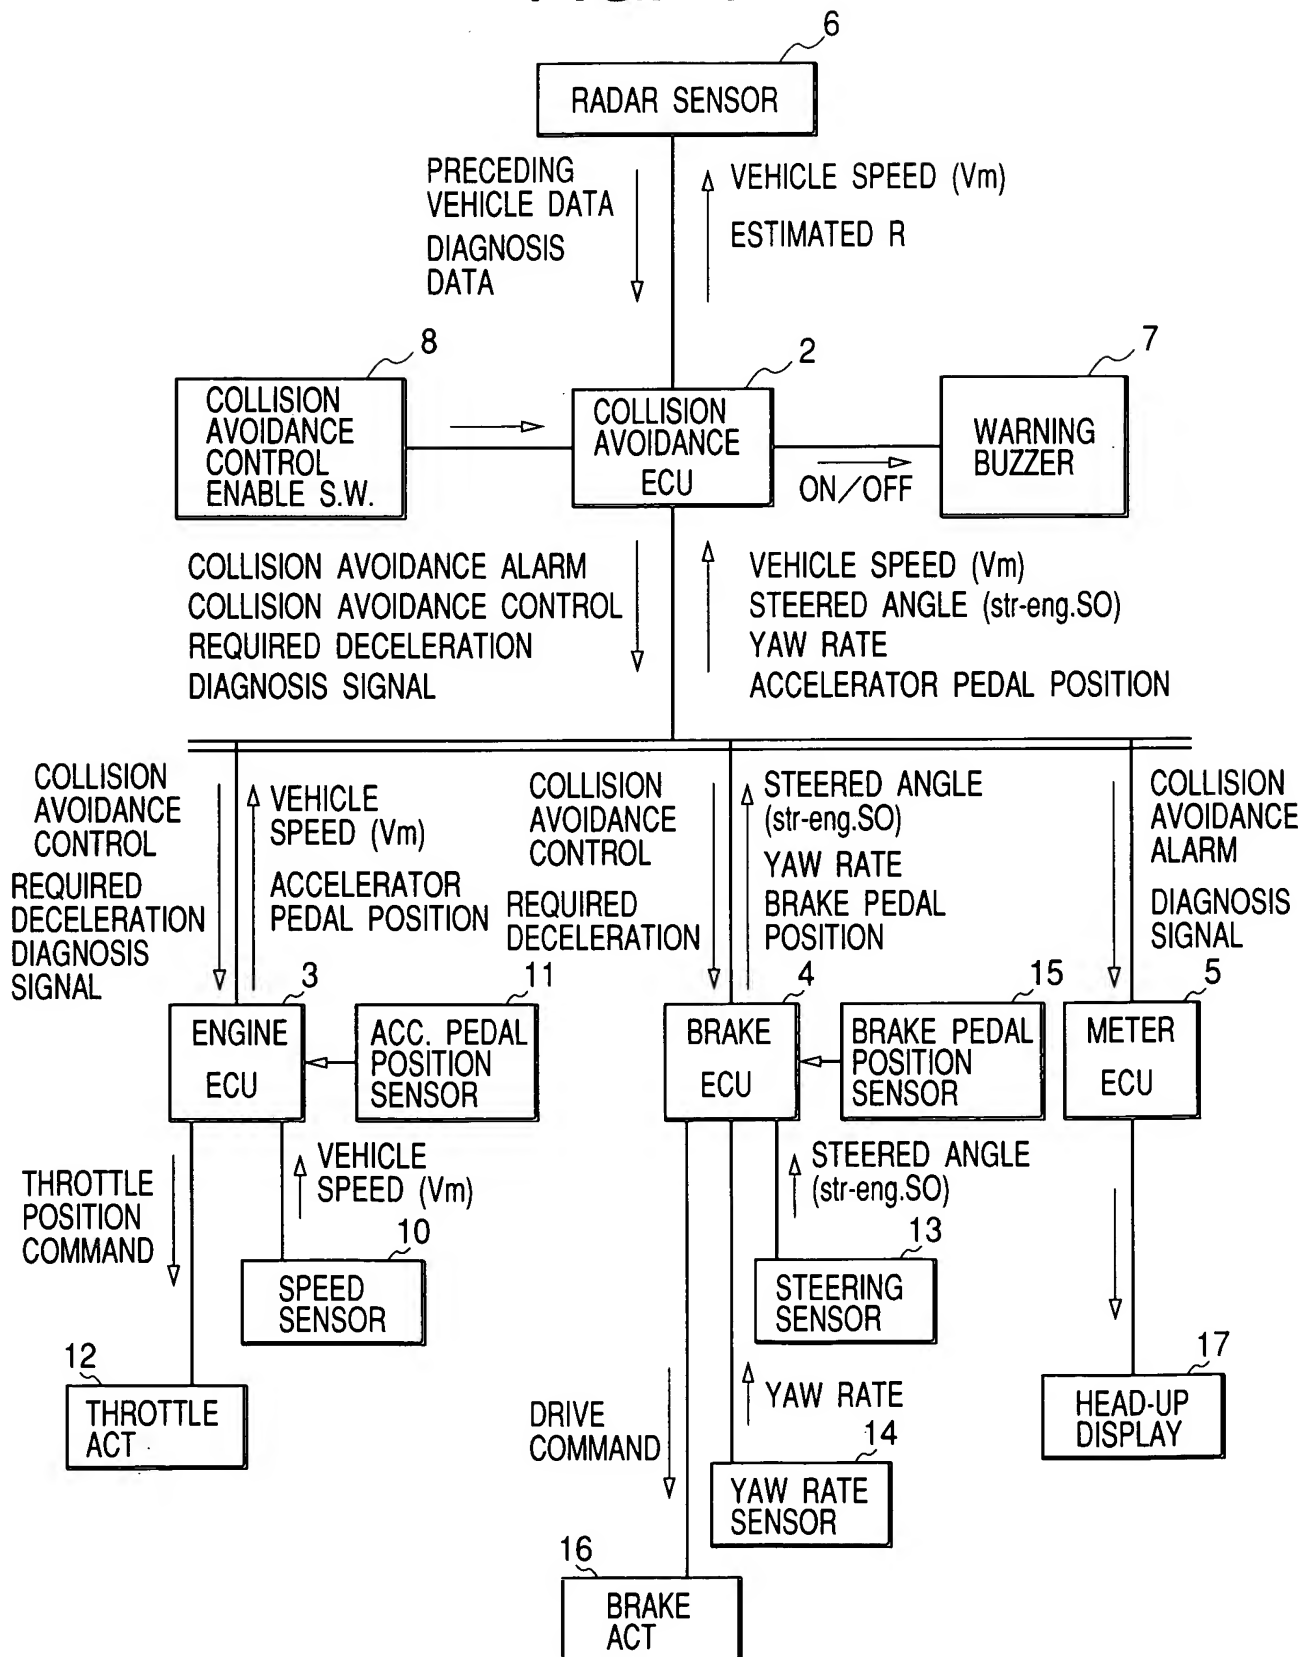 6
RADAR SENSOR
PRECEDING
VEHICLE DATA
DIAGNOSIS
DATA
VEHICLE SPEED (Vm)
ESTIMATED R
8
COLLISION
AVOIDANCE
CONTROL
ENABLE S.W.
2
COLLISION
AVOIDANCE
ECU
ON/OFF
7
WARNING
BUZZER
COLLISION AVOIDANCE ALARM
COLLISION AVOIDANCE CONTROL
REQUIRED DECELERATION
DIAGNOSIS SIGNAL
VEHICLE SPEED (Vm)
STEERED ANGLE (str-eng.SO)
YAW RATE
ACCELERATOR PEDAL POSITION
COLLISION
AVOIDANCE
CONTROL
REQUIRED
DECELERATION
DIAGNOSIS
SIGNAL
VEHICLE
SPEED (Vm)
ACCELERATOR
PEDAL POSITION
COLLISION
AVOIDANCE
CONTROL
REQUIRED
DECELERATION
STEERED ANGLE
(str-eng.SO)
YAW RATE
BRAKE PEDAL
POSITION
COLLISION
AVOIDANCE
ALARM
DIAGNOSIS
SIGNAL
3
ENGINE
ECU
11
ACC. PEDAL
POSITION
SENSOR
4
BRAKE
ECU
15
BRAKE PEDAL
POSITION
SENSOR
5
METER
ECU
THROTTLE
POSITION
COMMAND
VEHICLE
SPEED (Vm)
10
SPEED
SENSOR
STEERED ANGLE
(str-eng.SO)
13
STEERING
SENSOR
12
THROTTLE
ACT
DRIVE
COMMAND
YAW RATE
14
YAW RATE
SENSOR
17
HEAD-UP
DISPLAY
16
BRAKE
ACT